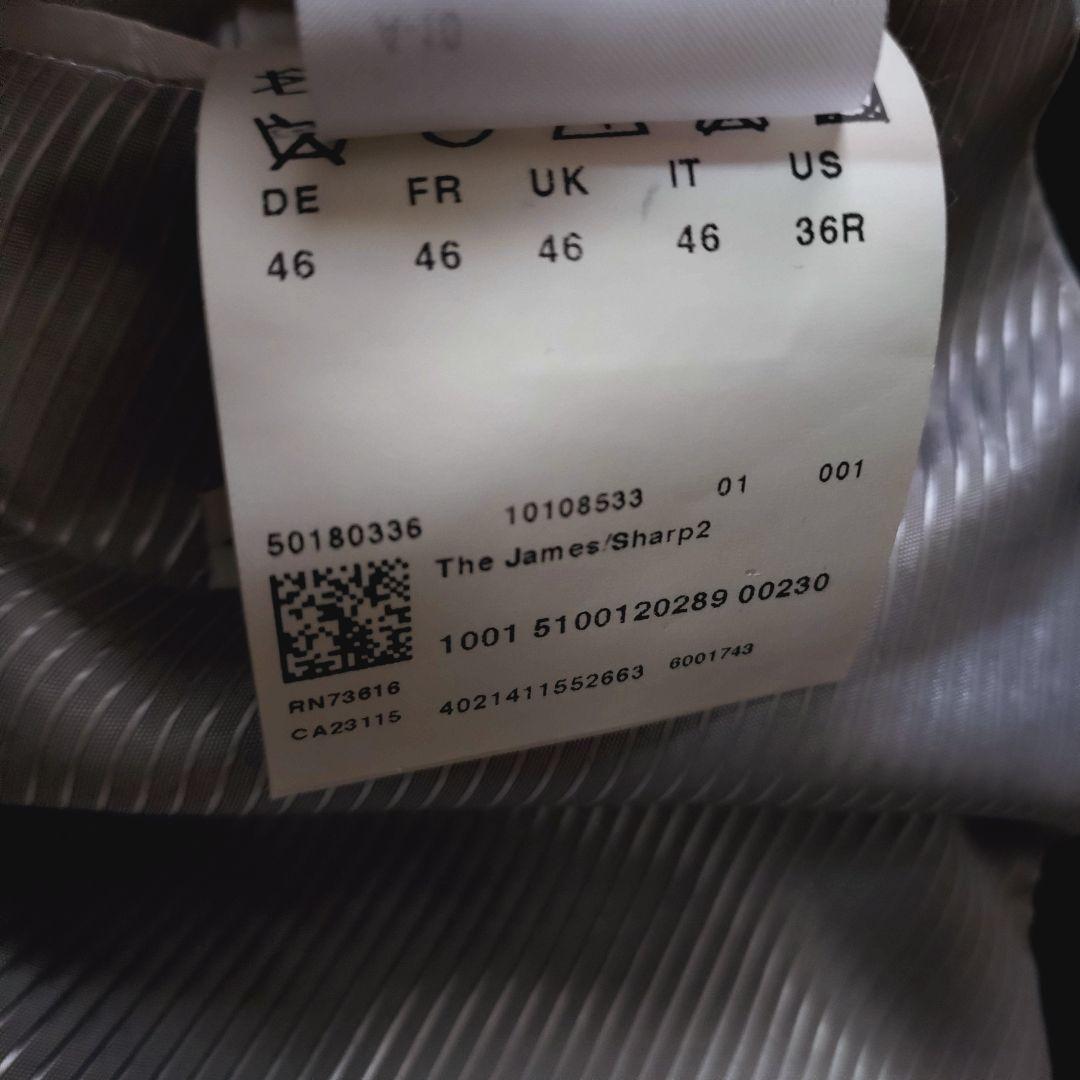 毛
DE FR UK IT US
46 46 46 46 36R
50180336 10108533 01 001
The James/Sharp2
1001 5100120289 00230
RN73616
CA23115 4021411552663 6001743